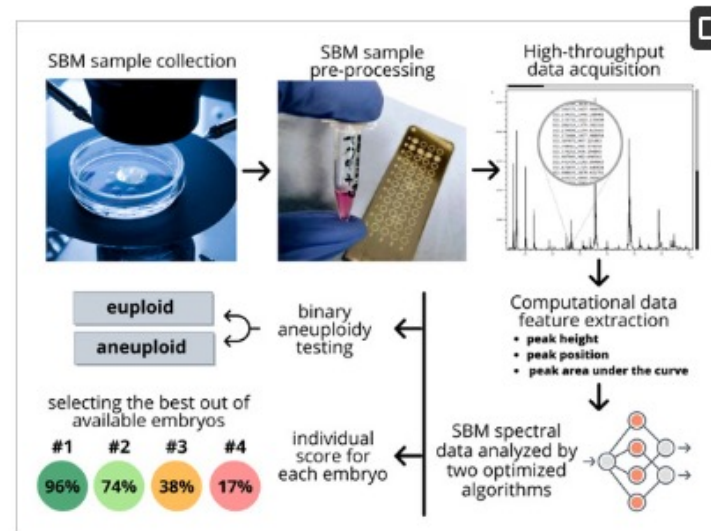 SBM sample collection
SBM sample
pre-processing
High-throughput
data acquisition
Computational data
feature extraction
• peak height
• peak position
• peak area under the curve
SBM spectral
data analyzed by
two optimized
algorithms
binary
aneuploidy
testing
euploid
aneuploid
individual
score for
each embryo
selecting the best out of
available embryos
#1 #2 #3 #4
96% 74% 38% 17%